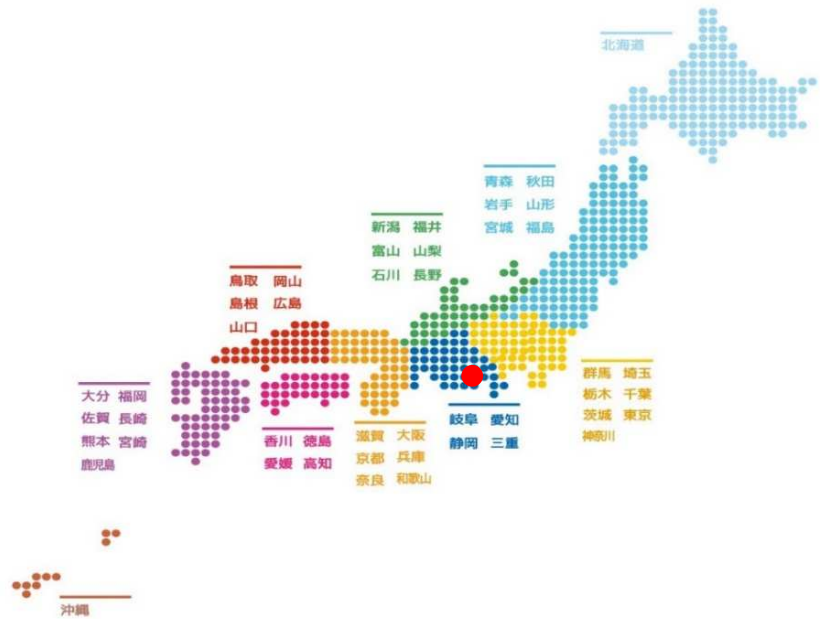 北海道
青森 秋田
岩手 山形
宮城 福島
新潟 福井
富山 山梨
石川 長野
鳥取 岡山
島根 広島
山口
群馬 埼玉
栃木 千葉
茨城 東京
神奈川
大分 福岡
佐賀 長崎
熊本 宮崎
鹿児島
香川 徳島
愛媛 高知
滋賀 大阪
京都 兵庫
奈良 和歌山
岐阜 愛知
静岡 三重
沖縄